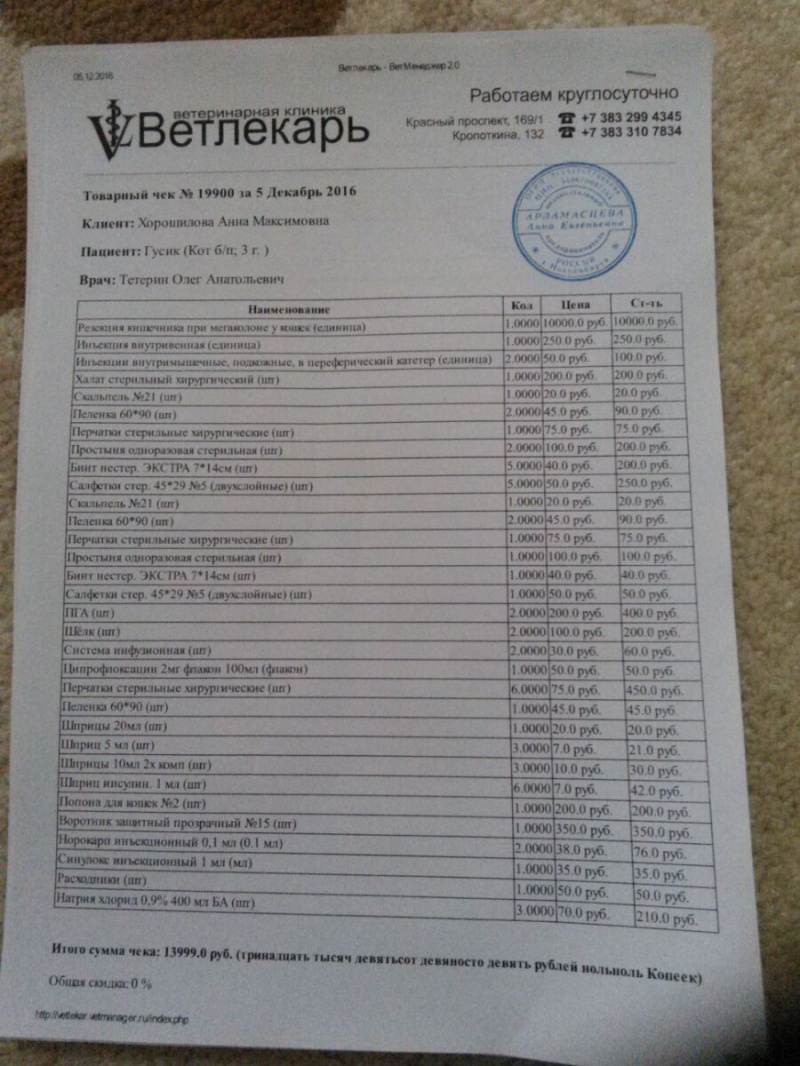 05.12.2016 Ветлекарь - ВетМенеджер 2.0
Работаем круглосуточно
ветеринарная клиника
Ветлекарь
Красный проспект, 169/1 ☎ +7 383 299 4345
Кропоткина, 132 ☎ +7 383 310 7834
Товарный чек № 19900 за 5 Декабрь 2016
АРЗАМАСЦЕВА
Анна Евгеньевна
РОССИЯ
г. Новосибирск
Клиент: Хорошилова Анна Максимовна
Пациент: Гусик (Кот б/п; 3 г. )
Врач: Тетерин Олег Анатольевич
Наименование Кол Цена Ст-ть
Резекция кишечника при мегаколоне у кошек (единица) 1.0000 10000.0 руб. 10000.0 руб.
Инъекция внутривенная (единица) 1.0000 250.0 руб. 250.0 руб.
Инъекции внутримышечные, подкожные, в переферический катетер (единица) 2.0000 50.0 руб. 100.0 руб.
Халат стерильный хирургический (шт) 1.0000 200.0 руб. 200.0 руб.
Скальпель №21 (шт) 1.0000 20.0 руб. 20.0 руб.
Пеленка 60*90 (шт) 2.0000 45.0 руб. 90.0 руб.
Перчатки стерильные хирургические (шт) 1.0000 75.0 руб. 75.0 руб.
Простыня одноразовая стерильная (шт) 2.0000 100.0 руб. 200.0 руб.
Бинт нестер. ЭКСТРА 7*14см (шт) 5.0000 40.0 руб. 200.0 руб.
Салфетки стер. 45*29 №5 (двухслойные) (шт) 5.0000 50.0 руб. 250.0 руб.
Скальпель №21 (шт) 1.0000 20.0 руб. 20.0 руб.
Пеленка 60*90 (шт) 2.0000 45.0 руб. 90.0 руб.
Перчатки стерильные хирургические (шт) 1.0000 75.0 руб. 75.0 руб.
Простыня одноразовая стерильная (шт) 1.0000 100.0 руб. 100.0 руб.
Бинт нестер. ЭКСТРА 7*14см (шт) 1.0000 40.0 руб. 40.0 руб.
Салфетки стер. 45*29 №5 (двухслойные) (шт) 1.0000 50.0 руб. 50.0 руб.
ПГА (шт) 2.0000 200.0 руб. 400.0 руб.
Шёлк (шт) 2.0000 100.0 руб. 200.0 руб.
Система инфузионная (шт) 2.0000 30.0 руб. 60.0 руб.
Ципрофлоксацин 2мг флакон 100мл (флакон) 1.0000 50.0 руб. 50.0 руб.
Перчатки стерильные хирургические (шт) 6.0000 75.0 руб. 450.0 руб.
Пеленка 60*90 (шт) 1.0000 45.0 руб. 45.0 руб.
Шприцы 20мл (шт) 1.0000 20.0 руб. 20.0 руб.
Шприц 5 мл (шт) 3.0000 7.0 руб. 21.0 руб.
Шприцы 10мл 2х комп (шт) 3.0000 10.0 руб. 30.0 руб.
Шприц инсулин. 1 мл (шт) 6.0000 7.0 руб. 42.0 руб.
Попона для кошек №2 (шт) 1.0000 200.0 руб. 200.0 руб.
Воротник защитный прозрачный №15 (шт) 1.0000 350.0 руб. 350.0 руб.
Норокарп инъекционный 0,1 мл (0.1 мл) 2.0000 38.0 руб. 76.0 руб.
Синулокс инъекционный 1 мл (мл) 1.0000 35.0 руб. 35.0 руб.
Расходники (шт) 1.0000 50.0 руб. 50.0 руб.
Натрия хлорид 0,9% 400 мл БА (шт) 3.0000 70.0 руб. 210.0 руб.
Итого сумма чека: 13999.0 руб. (тринадцать тысяч девятьсот девяносто девять рублей нольноль Копеек)
Общая скидка: 0 %
http://vetlekar.vetmanager.ru/index.php